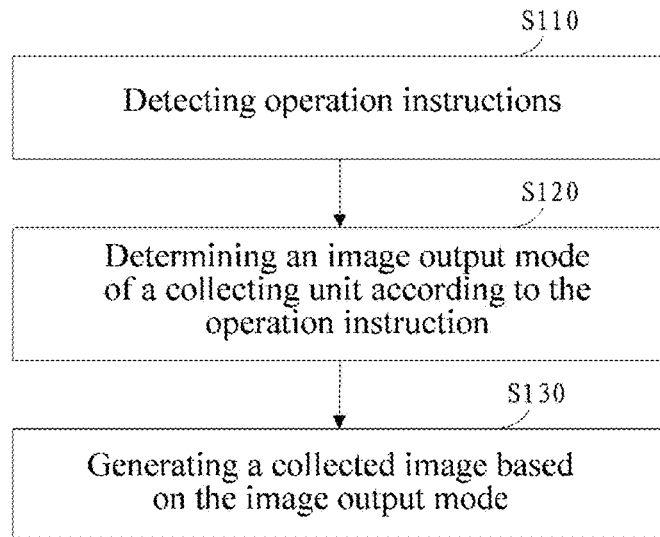 S110
Detecting operation instructions
S120
Determining an image output mode
of a collecting unit according to the
operation instruction
S130
Generating a collected image based
on the image output mode